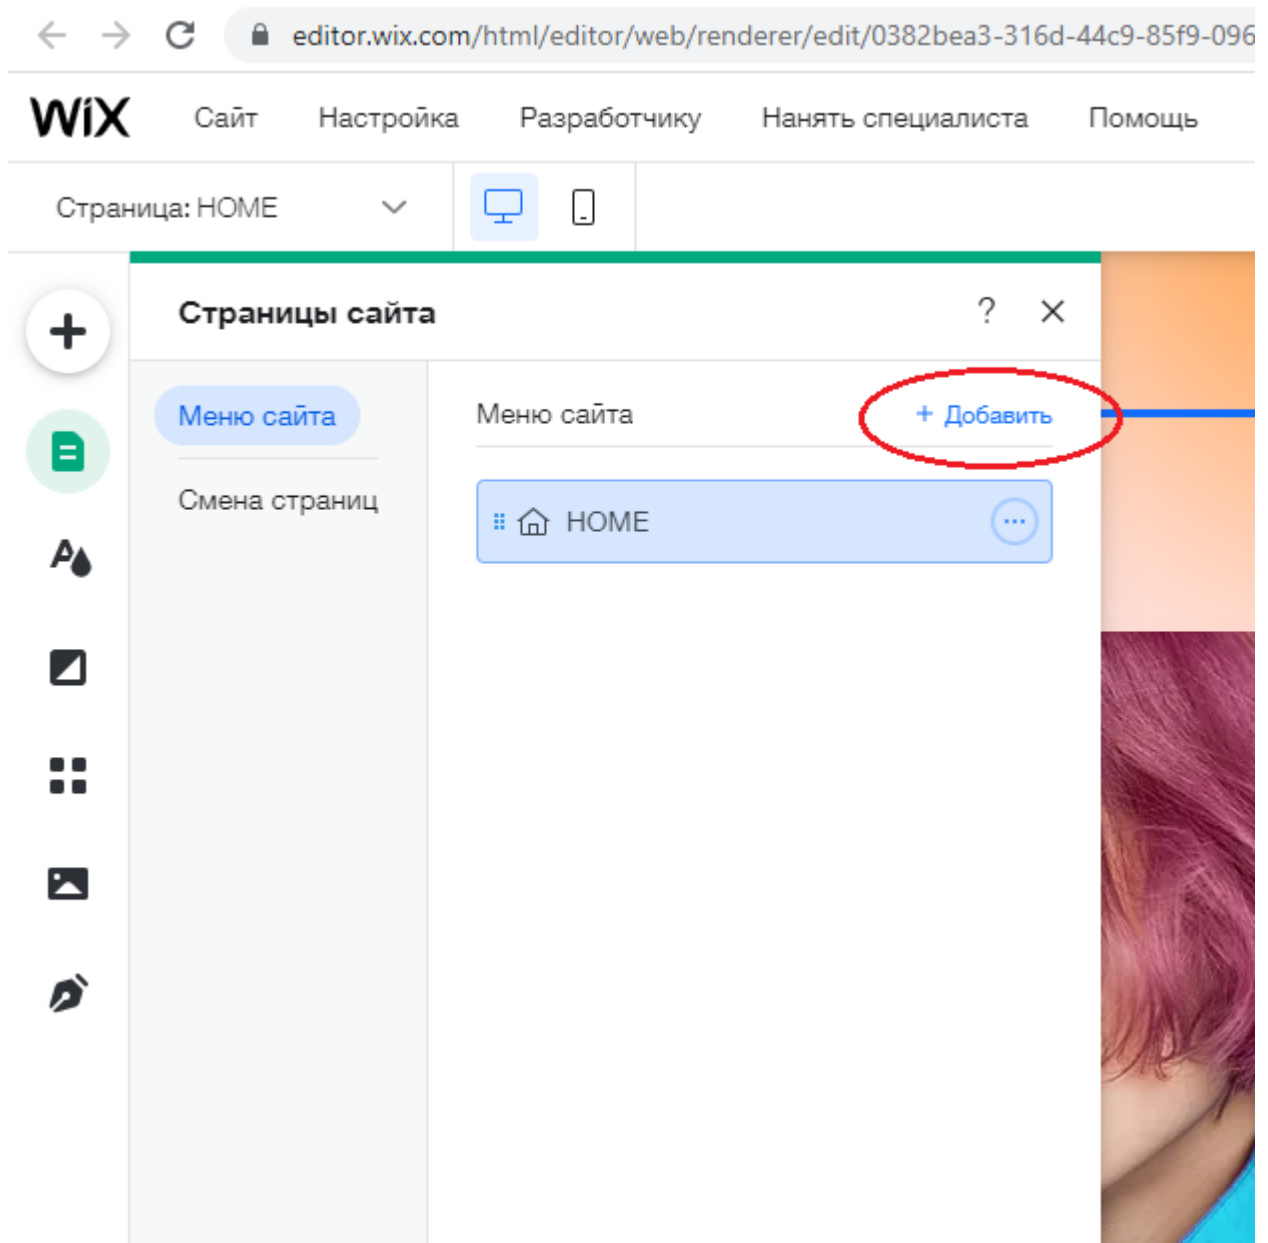 editor.wix.com/html/editor/web/renderer/edit/0382bea3-316d-44c9-85f9-096
WiX Сайт Настройка Разработчику Нанять специалиста Помощь
Страница: HOME
Страницы сайта ?
Меню сайта Меню сайта + Добавить
Смена страниц
HOME